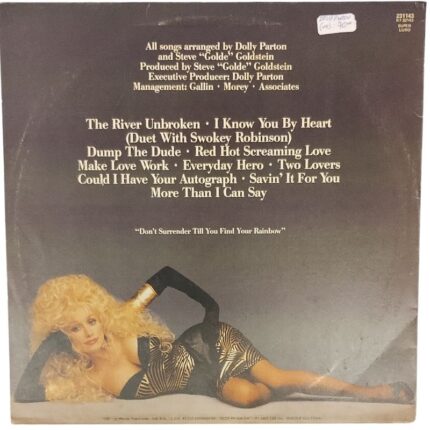 231143
All songs arranged by Dolly Parton
and Steve "Golde" Goldstein
Produced by Steve "Golde" Goldstein
Executive Producer: Dolly Parton
Management: Gallin · Morey · Associates
The River Unbroken · I Know You By Heart
(Duet With Swokey Robinson)
Dump The Dude · Red Hot Screaming Love
Make Love Work · Everyday Hero · Two Lovers
Could I Have Your Autograph · Savin' It For You
More Than I Can Say
"Don't Surrender Till You Find Your Rainbow"